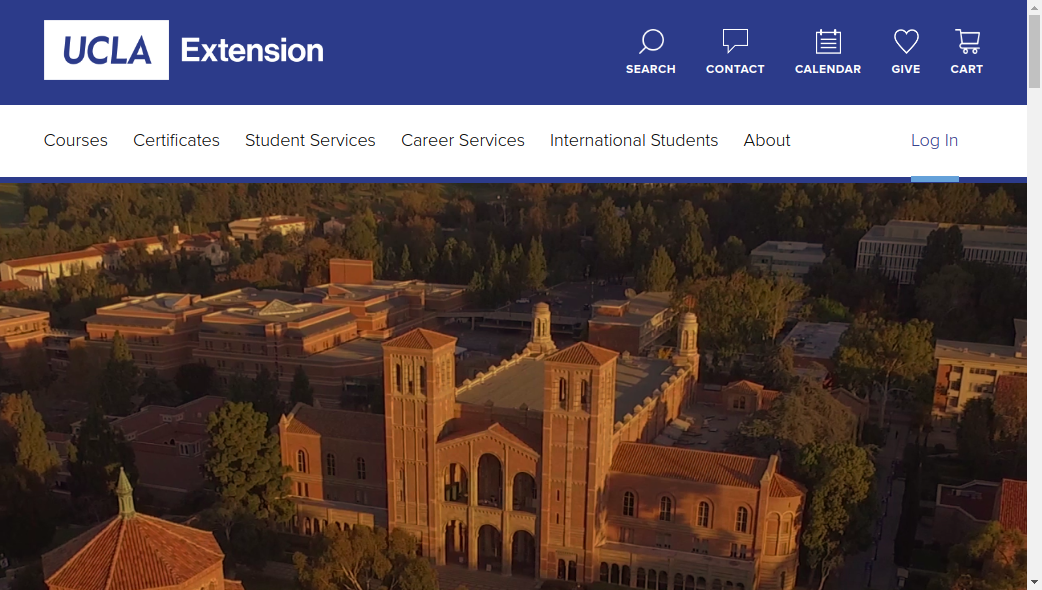 UCLA Extension
SEARCH CONTACT CALENDAR GIVE CART
Courses Certificates Student Services Career Services International Students About Log In